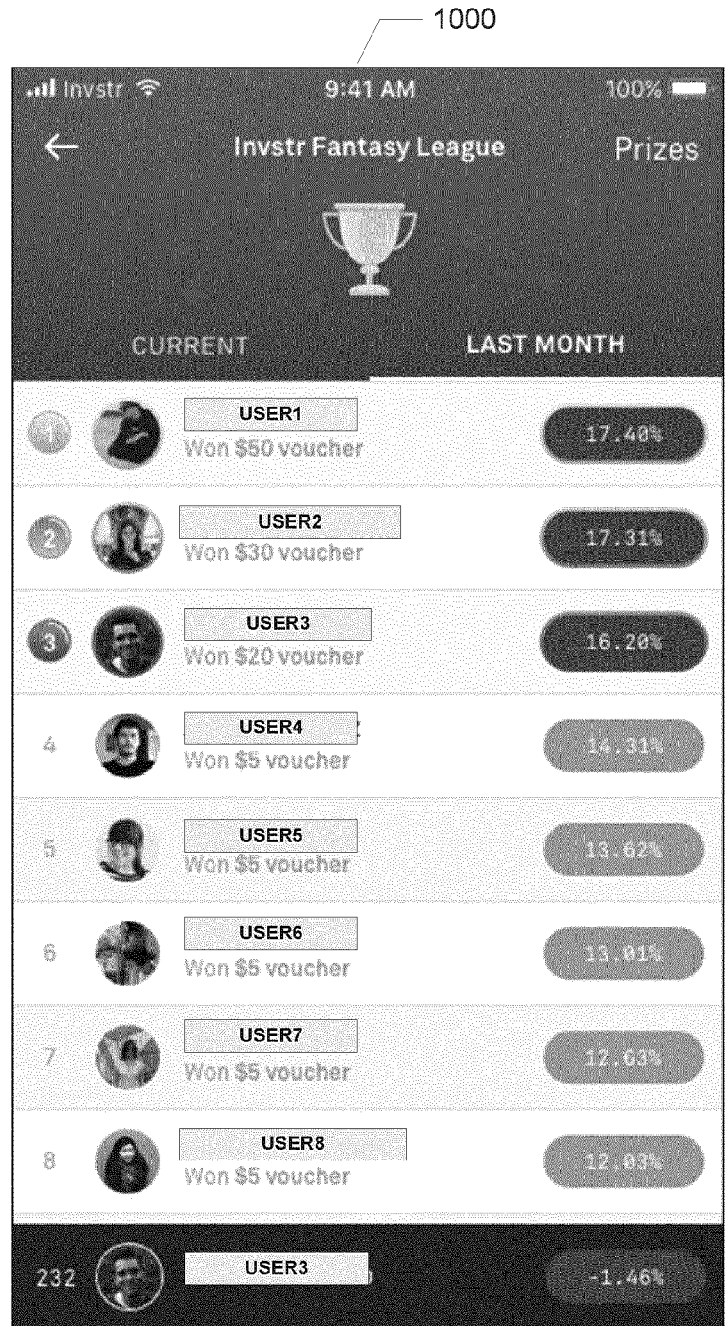 1000
Invstr 9:41 AM 100%
Invstr Fantasy League Prizes
CURRENT LAST MONTH
1 USER1 17.40%
Won $50 voucher
2 USER2 17.31%
Won $30 voucher
3 USER3 16.20%
Won $20 voucher
4 USER4 14.31%
Won $5 voucher
5 USER5 13.62%
Won $5 voucher
6 USER6 13.01%
Won $5 voucher
7 USER7
Won $5 voucher
8 USER8 12.03%
Won $5 voucher
232 USER3 -1.46%